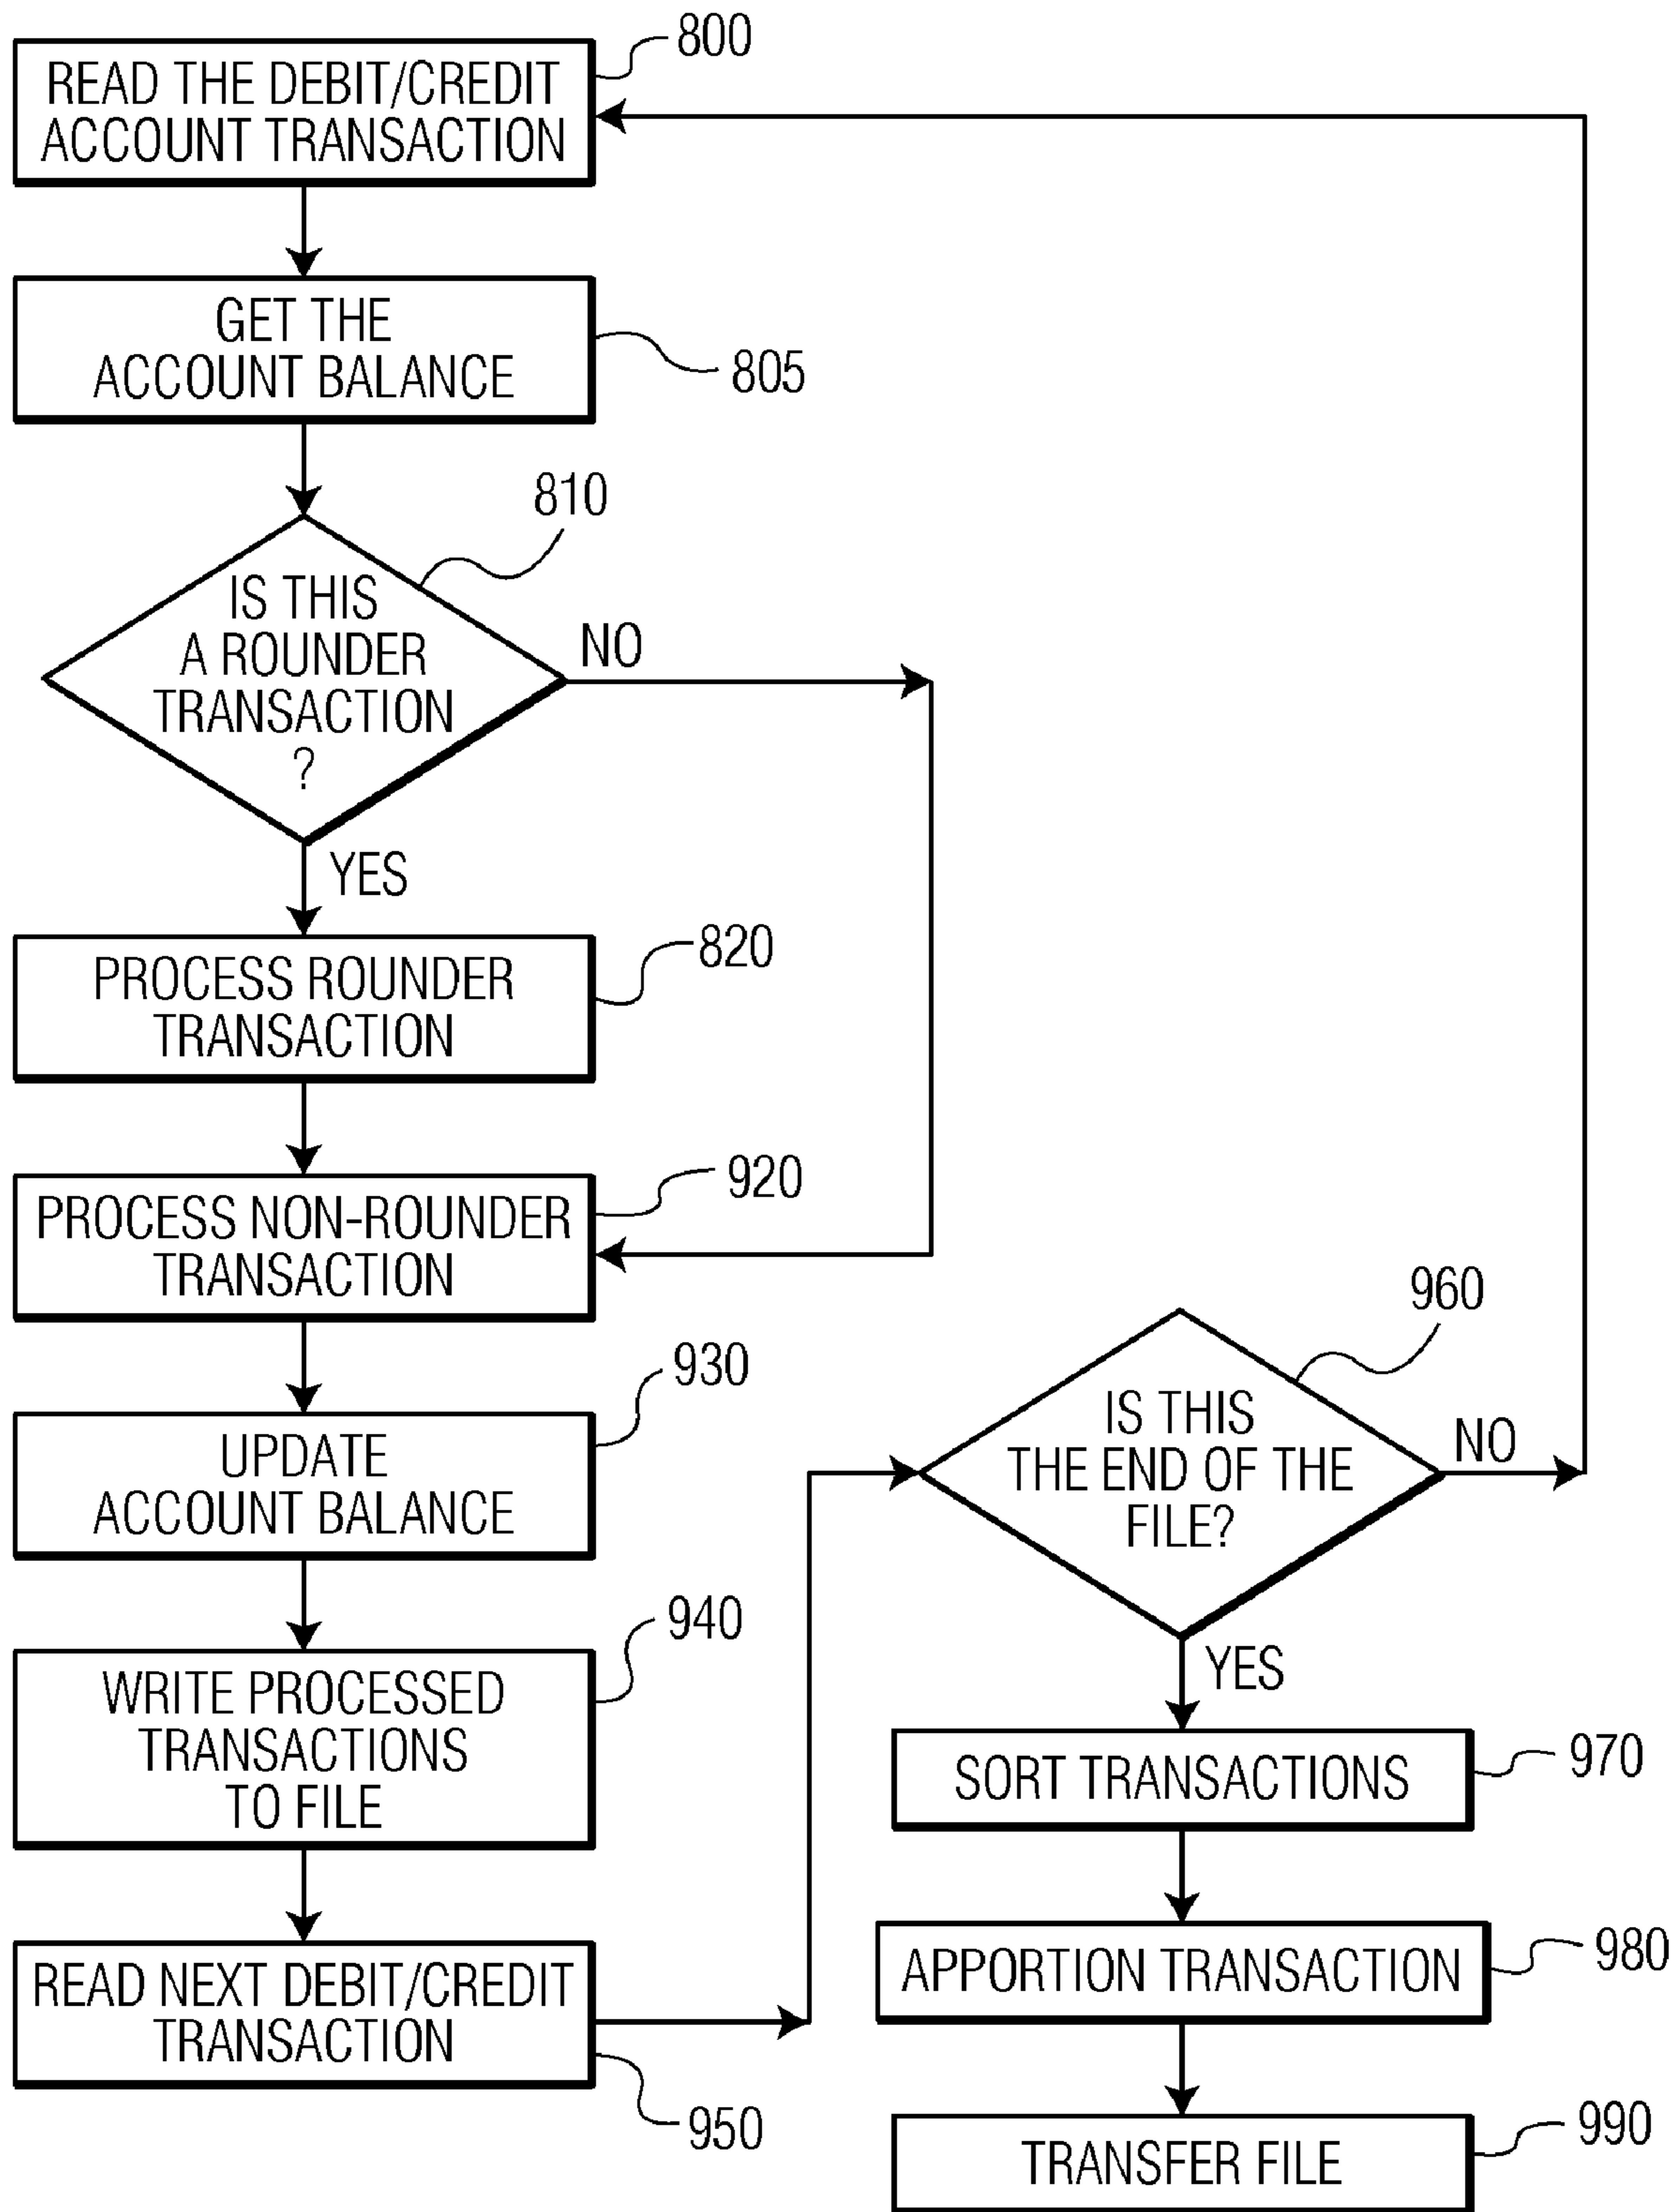 800
READ THE DEBIT/CREDIT
ACCOUNT TRANSACTION
GET THE
ACCOUNT BALANCE
805
810
IS THIS
A ROUNDER
TRANSACTION
?
NO
YES
PROCESS ROUNDER
TRANSACTION
820
PROCESS NON-ROUNDER
TRANSACTION
920
UPDATE
ACCOUNT BALANCE
930
WRITE PROCESSED
TRANSACTIONS
TO FILE
940
READ NEXT DEBIT/CREDIT
TRANSACTION
950
960
IS THIS
THE END OF THE
FILE?
NO
YES
SORT TRANSACTIONS
970
APPORTION TRANSACTION
980
TRANSFER FILE
990